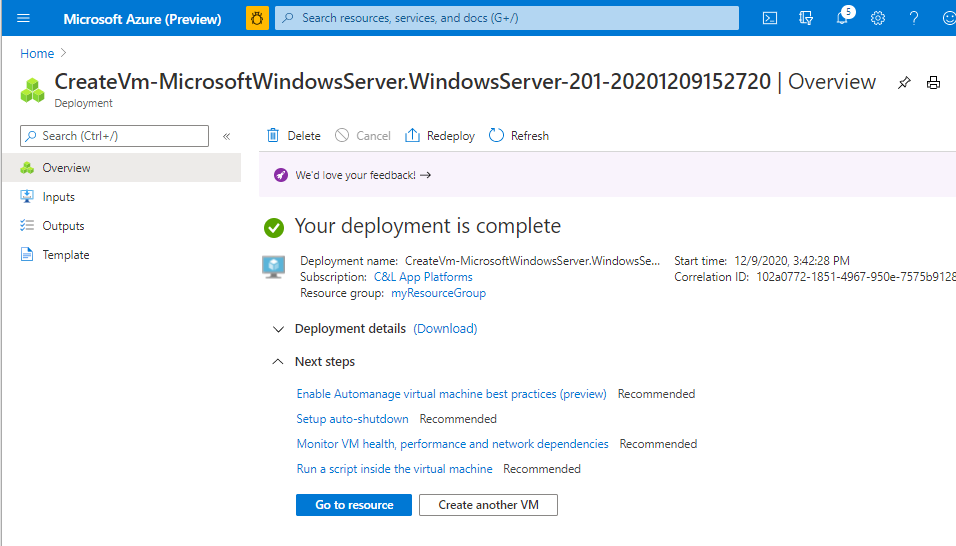 Microsoft Azure (Preview) Search resources, services, and docs (G+/) 5
Home >
CreateVm-MicrosoftWindowsServer.WindowsServer-201-20201209152720 | Overview
Deployment
Search (Ctrl+/) «
Delete Cancel Redeploy Refresh
Overview
Inputs
Outputs
Template
We'd love your feedback! →
Your deployment is complete
Deployment name: CreateVm-MicrosoftWindowsServer.WindowsSe... Start time: 12/9/2020, 3:42:28 PM
Subscription: C&L App Platforms Correlation ID: 102a0772-1851-4967-950e-7575b9128
Resource group: myResourceGroup
Deployment details (Download)
Next steps
Enable Automanage virtual machine best practices (preview) Recommended
Setup auto-shutdown Recommended
Monitor VM health, performance and network dependencies Recommended
Run a script inside the virtual machine Recommended
Go to resource Create another VM